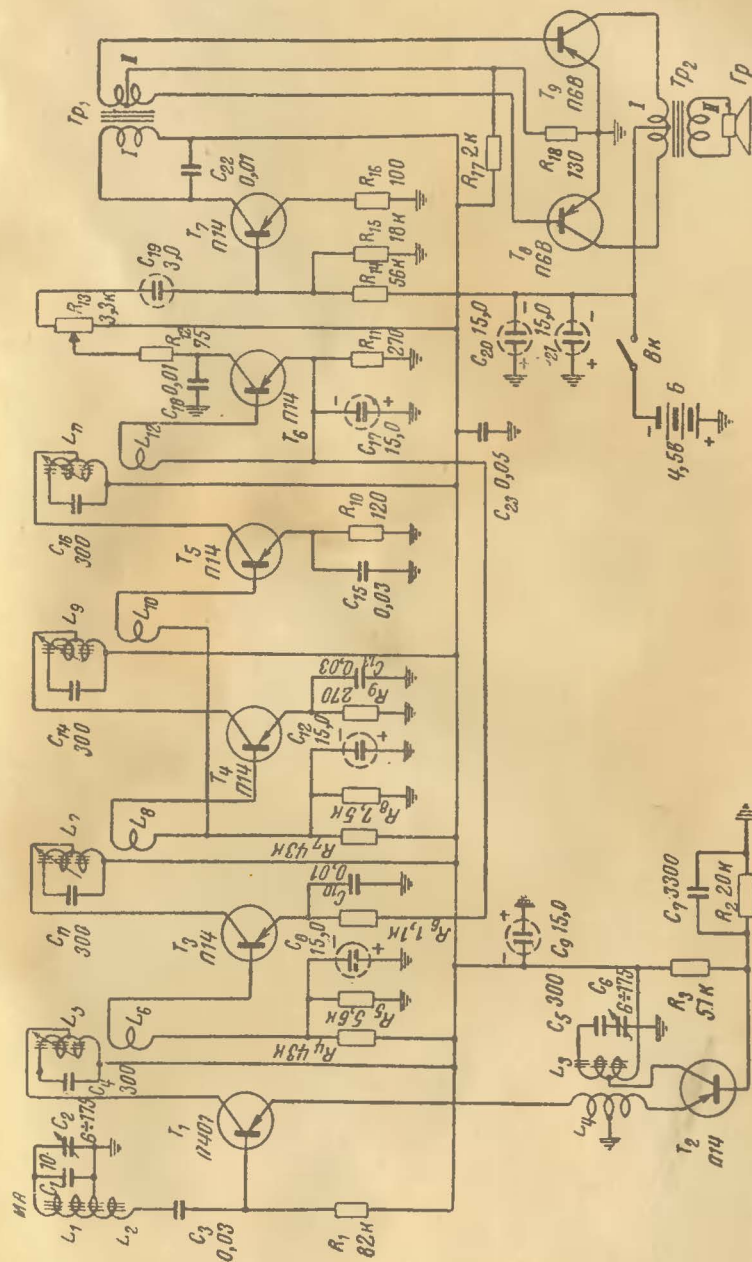 МА
L₁
L₂
C₁ 10
C₂
6÷175
C₃
0,03
R₁
82к
T₁
П401
L₅
C₄
300
R₄ 43к
R₅
5,6к
L₆
T₃
П14
15,0
−
+
C₁₁
300
L₇
R₆ 1,1к
C₁₀
0,01
R₇ 43к
R₈ 7,5к
L₈
T₄
П14
C₁₂
15,0
−
+
C₁₄
300
L₉
R₉
270
0,03
L₁₀
T₅
П14
C₁₅
0,03
R₁₀
120
C₁₆
300
L₁₁
L₁₂
T₆
П14
C₁₇
15,0
−
+
R₁₁
270
C₁₈ 0,01
R₁₂
75
R₁₃
3,3к
C₁₉
3,0
T₇
П14
R₁₄
56к
R₁₅
18к
R₁₆
100
C₂₂
0,01
Тр₁
I
II
R₁₇ 2к
R₁₈
130
T₈
П6В
T₉
П6В
I
Тр₂
II
Гр
C₂₀ 15,0
−
+
15,0
−
+
Вк
Б
4,5В
−
+
C₂₃ 0,05
C₉ 15,0
−
+
L₄
L₃
C₅ 300
C₆
6÷175
R₃
51к
T₂
П14
C₇ 3300
R₂ 20к